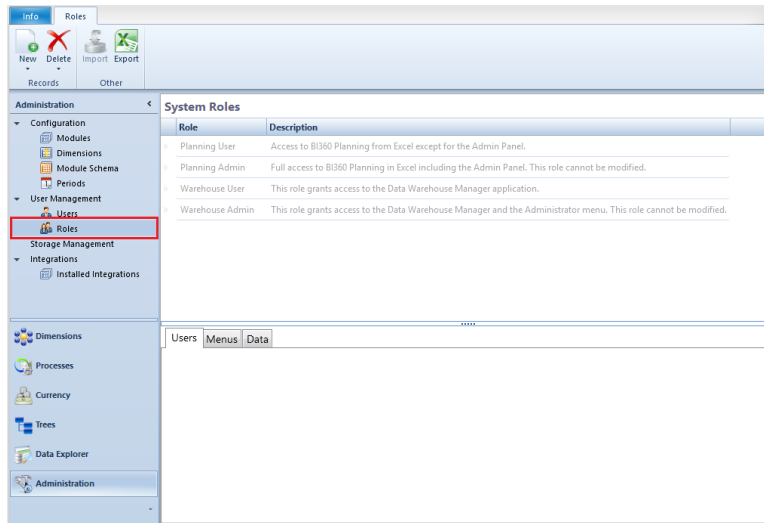 Info Roles
New Delete Import Export
Records Other
Administration
Configuration
Modules
Dimensions
Module Schema
Periods
User Management
Users
Roles
Storage Management
Integrations
Installed Integrations
Dimensions
Processes
Currency
Trees
Data Explorer
Administration
System Roles
Role Description
Planning User Access to BI360 Planning from Excel except for the Admin Panel.
Planning Admin Full access to BI360 Planning in Excel including the Admin Panel. This role cannot be modified.
Warehouse User This role grants access to the Data Warehouse Manager application.
Warehouse Admin This role grants access to the Data Warehouse Manager and the Administrator menu. This role cannot be modified.
Users Menus Data